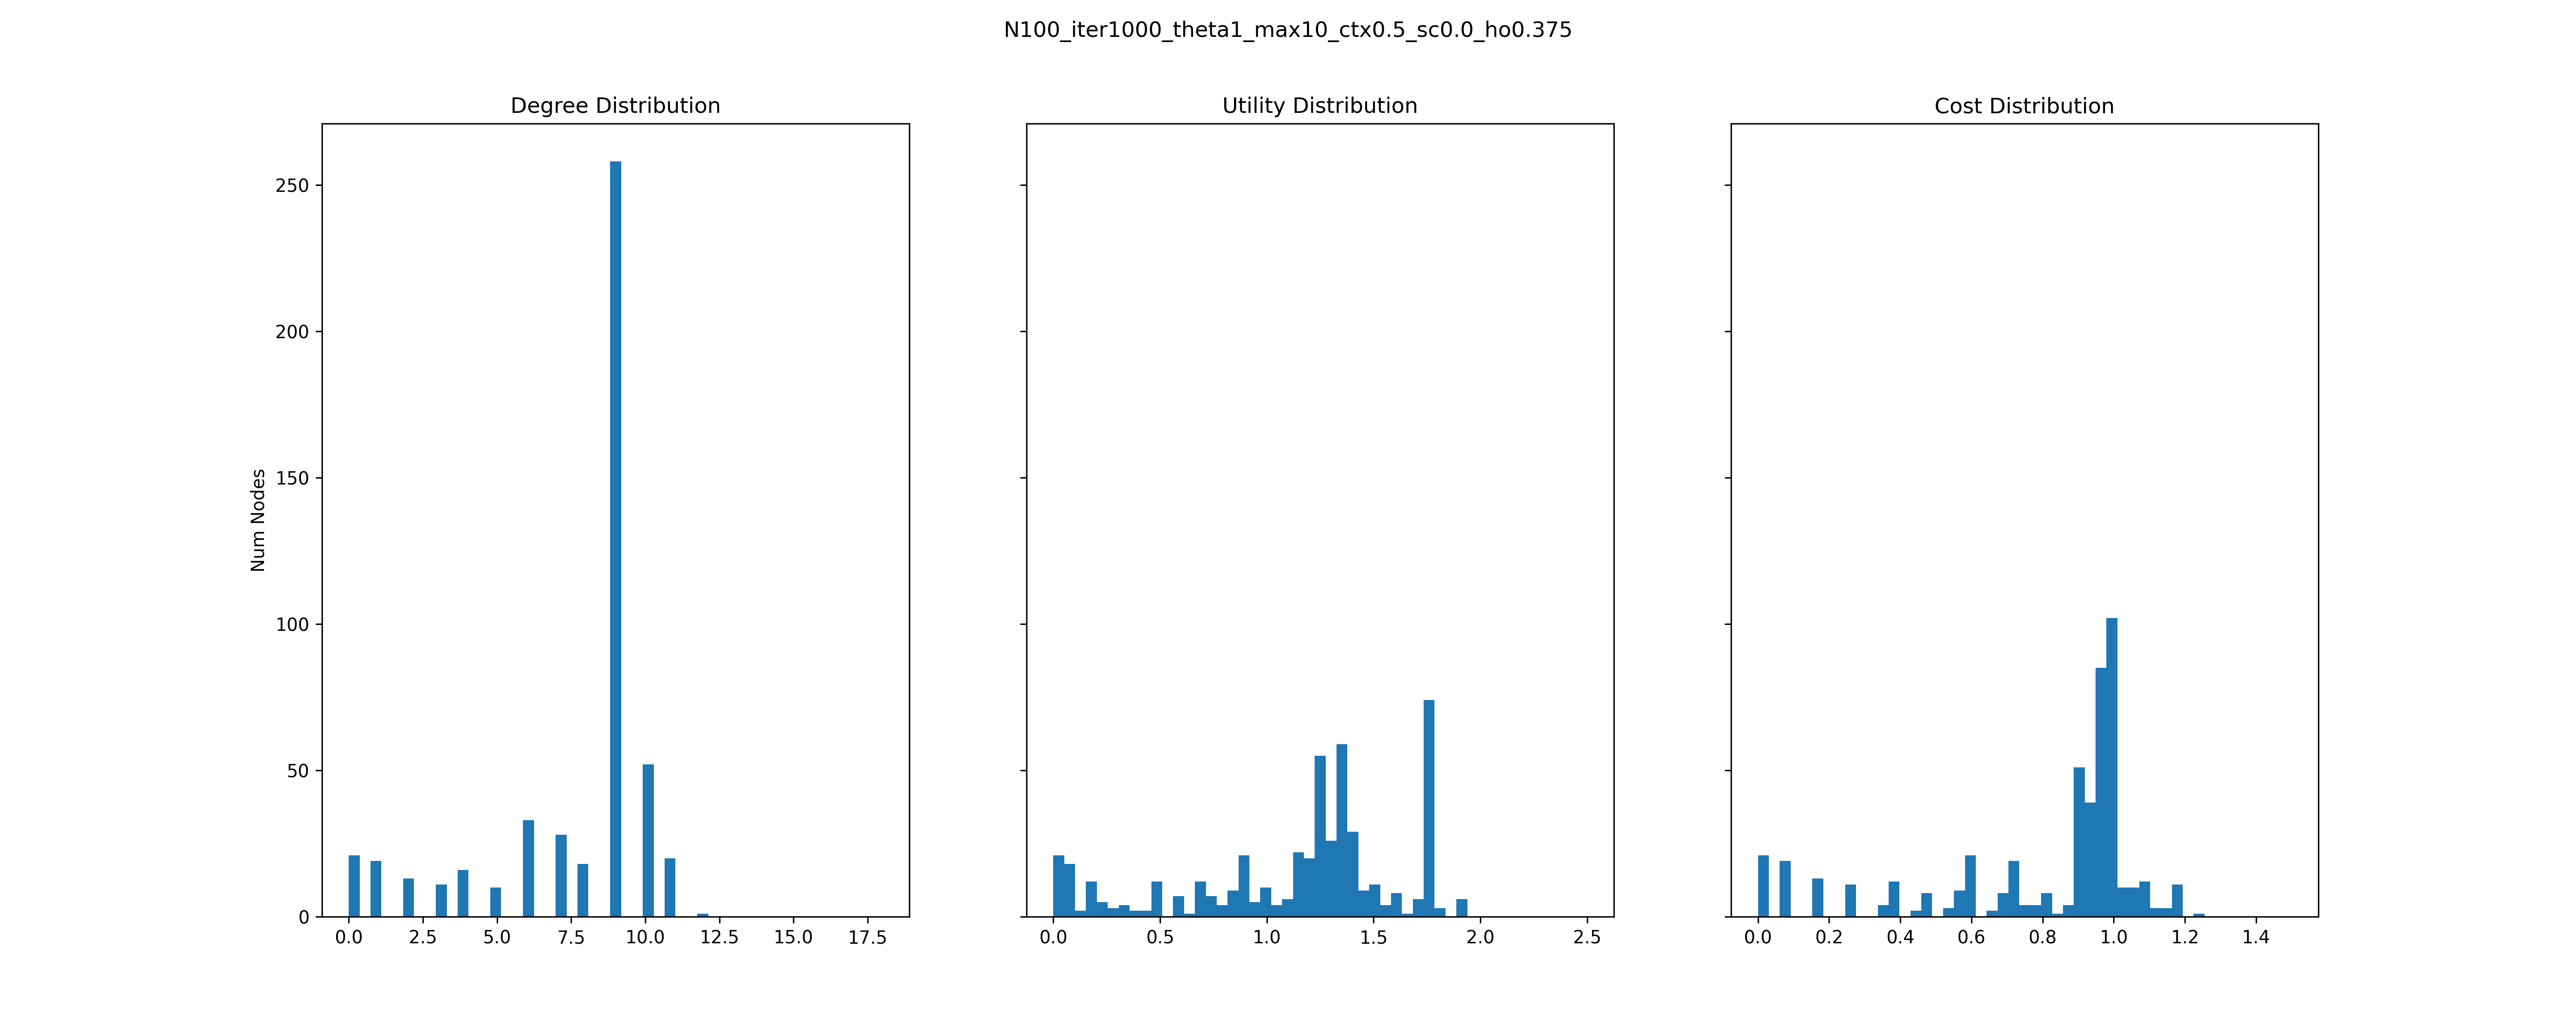 N100_iter1000_theta1_max10_ctx0.5_sc0.0_ho0.375
Degree Distribution
Utility Distribution
Cost Distribution
Num Nodes
250
200
150
100
50
0
0.0 2.5 5.0 7.5 10.0 12.5 15.0 17.5
0.0 0.5 1.0 1.5 2.0 2.5
0.0 0.2 0.4 0.6 0.8 1.0 1.2 1.4